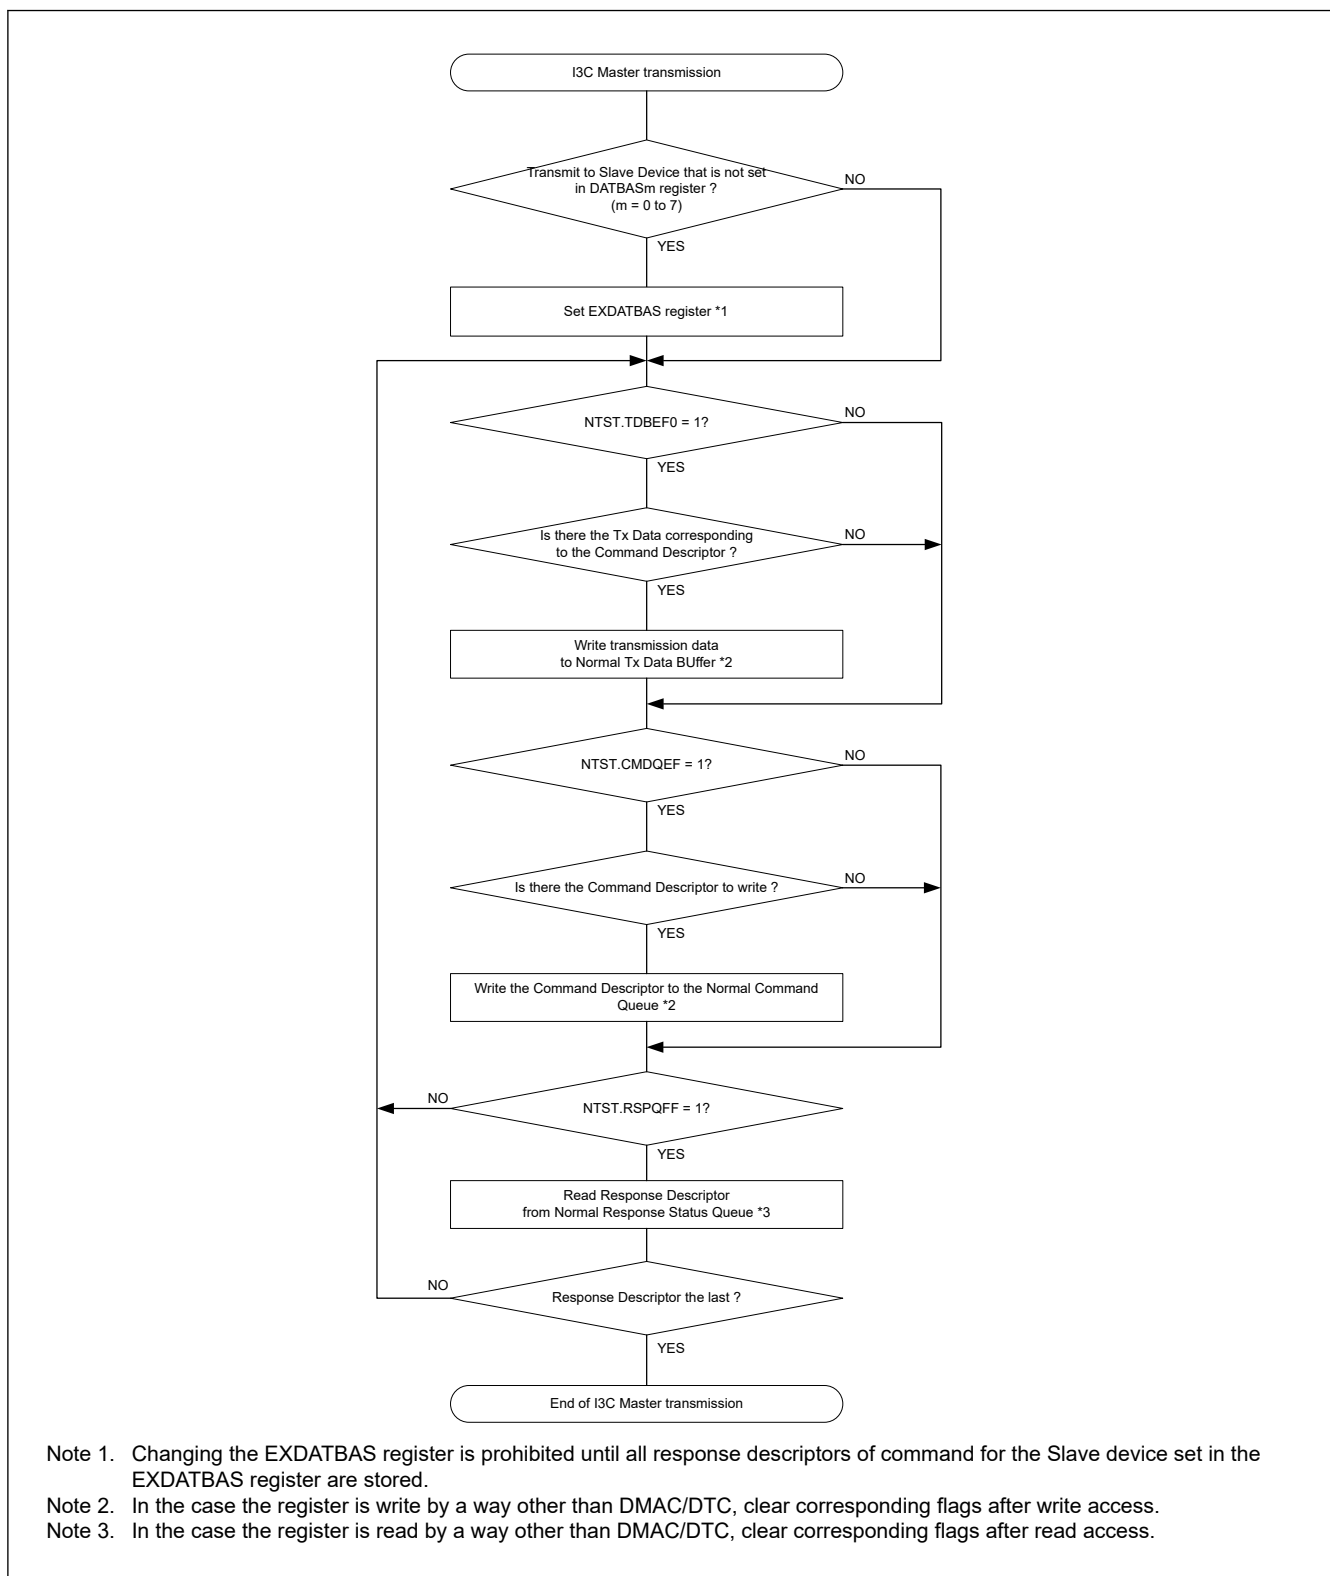 I3C Master transmission
Transmit to Slave Device that is not set
in DATBASm register ?
(m = 0 to 7)
NO
YES
Set EXDATBAS register *1
NTST.TDBEF0 = 1?
NO
YES
Is there the Tx Data corresponding
to the Command Descriptor ?
NO
YES
Write transmission data
to Normal Tx Data BUffer *2
NTST.CMDQEF = 1?
NO
YES
Is there the Command Descriptor to write ?
NO
YES
Write the Command Descriptor to the Normal Command
Queue *2
NO
NTST.RSPQFF = 1?
YES
Read Response Descriptor
from Normal Response Status Queue *3
NO
Response Descriptor the last ?
YES
End of I3C Master transmission
Note 1. Changing the EXDATBAS register is prohibited until all response descriptors of command for the Slave device set in the
EXDATBAS register are stored.
Note 2. In the case the register is write by a way other than DMAC/DTC, clear corresponding flags after write access.
Note 3. In the case the register is read by a way other than DMAC/DTC, clear corresponding flags after read access.